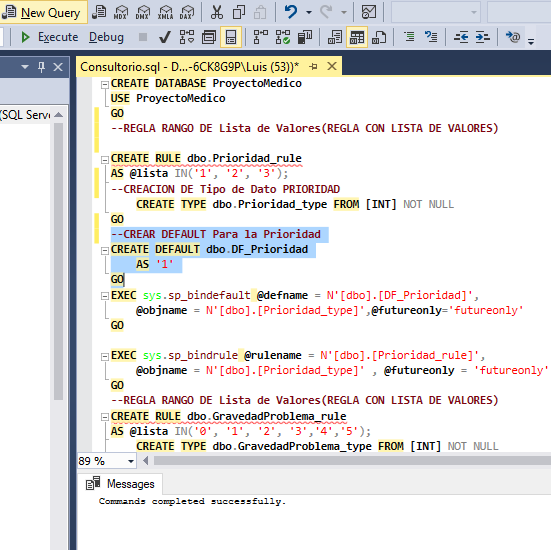 New Query
MDX
DMX
XMLA
DAX
Execute
Debug
Consultorio.sql - D...-6CK8G9P\Luis (53))*
(SQL Serve
CREATE DATABASE ProyectoMedico
USE ProyectoMedico
GO
--REGLA RANGO DE Lista de Valores(REGLA CON LISTA DE VALORES)
CREATE RULE dbo.Prioridad_rule
AS @lista IN('1', '2', '3');
--CREACION DE Tipo de Dato PRIORIDAD
CREATE TYPE dbo.Prioridad_type FROM [INT] NOT NULL
GO
--CREAR DEFAULT Para la Prioridad
CREATE DEFAULT dbo.DF_Prioridad
AS '1'
GO
EXEC sys.sp_bindefault @defname = N'[dbo].[DF_Prioridad]',
@objname = N'[dbo].[Prioridad_type]',@futureonly='futureonly'
GO
EXEC sys.sp_bindrule @rulename = N'[dbo].[Prioridad_rule]',
@objname = N'[dbo].[Prioridad_type]' , @futureonly = 'futureonly'
GO
--REGLA RANGO DE Lista de Valores(REGLA CON LISTA DE VALORES)
CREATE RULE dbo.GravedadProblema_rule
AS @lista IN('0', '1', '2', '3','4','5');
CREATE TYPE dbo.GravedadProblema_type FROM [INT] NOT NULL
89 %
Messages
Commands completed successfully.